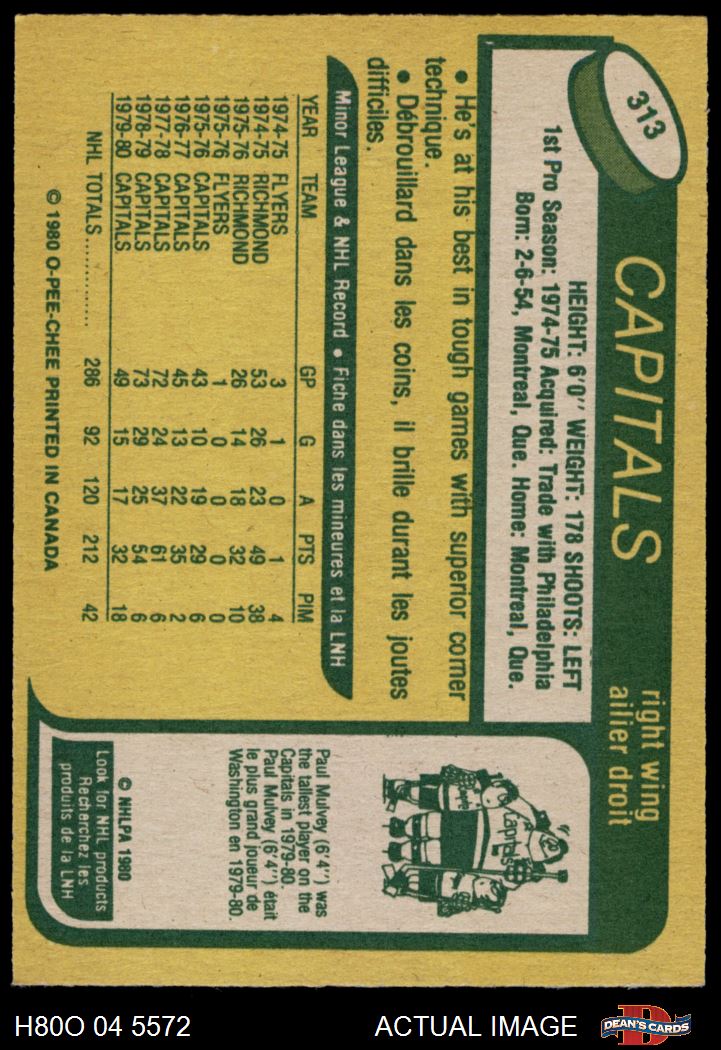 313
CAPITALS
right wing
ailier droit
HEIGHT: 6'0" WEIGHT: 178 SHOOTS: LEFT
1st Pro Season: 1974-75 Acquired: Trade with Philadelphia
Born: 2-6-54, Montreal, Que. Home: Montreal, Que.
• He's at his best in tough games with superior corner
technique.
• Débrouillard dans les coins, il brille durant les joutes
difficiles.
Minor League & NHL Record • Fiche dans les mineures et la LNH
YEAR TEAM GP G A PTS PIM
1974-75 FLYERS 3 1 0 1 4
1974-75 RICHMOND 53 26 23 49 38
1975-76 RICHMOND 26 14 18 32 10
1975-76 FLYERS 1 0 0 0 0
1975-76 CAPITALS 43 10 19 29 6
1976-77 CAPITALS 45 13 22 35 2
1977-78 CAPITALS 72 24 37 61 6
1978-79 CAPITALS 73 29 25 54 6
1979-80 CAPITALS 49 15 17 32 18
NHL TOTALS .............. 286 92 120 212 42
© 1980 O-PEE-CHEE PRINTED IN CANADA
Capitals
Paul Mulvey (6'4") was
the tallest player on the
Capitals in 1979-80.
Paul Mulvey (6'4") était
le plus grand joueur de
Washington en 1979-80.
© NHLPA 1980
Look for NHL products
Recherchez les
produits de la LNH
H80O 04 5572
ACTUAL IMAGE
D
DEAN'S CARDS